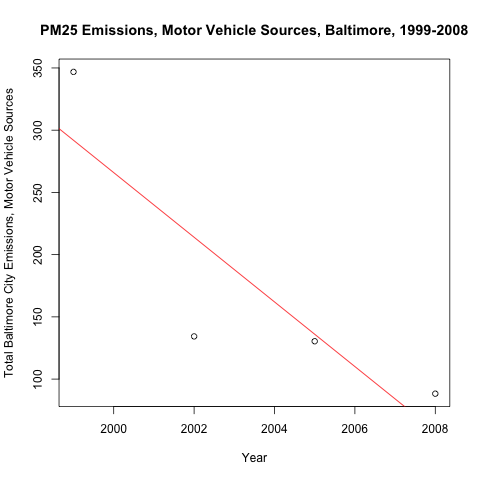 PM25 Emissions, Motor Vehicle Sources, Baltimore, 1999-2008
Total Baltimore City Emissions, Motor Vehicle Sources
350
300
250
200
150
100
2000 2002 2004 2006 2008
Year